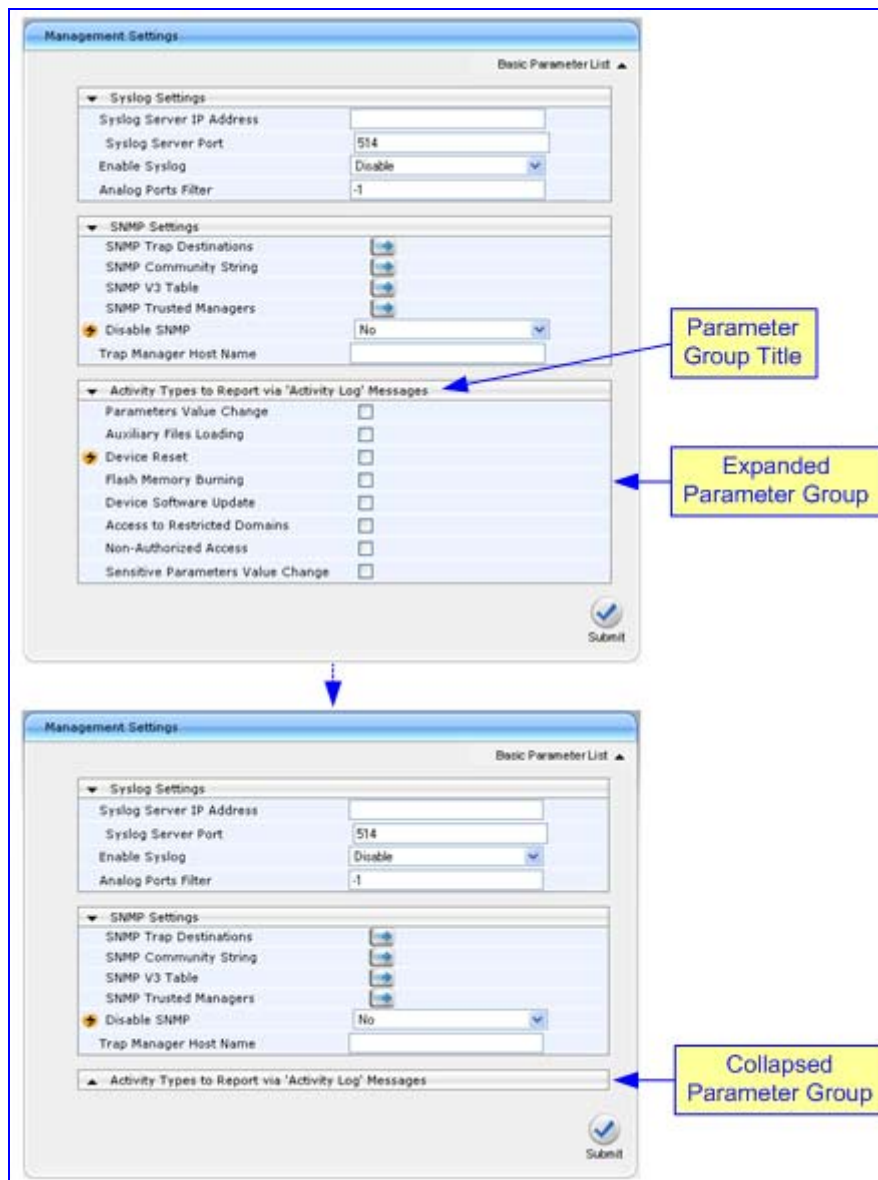 Management Settings
Basic Parameter List
Syslog Settings
Syslog Server IP Address
Syslog Server Port 514
Enable Syslog Disable
Analog Ports Filter -1
SNMP Settings
SNMP Trap Destinations
SNMP Community String
SNMP V3 Table
SNMP Trusted Managers
Disable SNMP No
Trap Manager Host Name
Parameter
Group Title
Activity Types to Report via 'Activity Log' Messages
Parameters Value Change
Auxiliary Files Loading
Device Reset
Flash Memory Burning
Device Software Update
Access to Restricted Domains
Non-Authorized Access
Sensitive Parameters Value Change
Expanded
Parameter Group
Submit
Management Settings
Basic Parameter List
Syslog Settings
Syslog Server IP Address
Syslog Server Port 514
Enable Syslog Disable
Analog Ports Filter -1
SNMP Settings
SNMP Trap Destinations
SNMP Community String
SNMP V3 Table
SNMP Trusted Managers
Disable SNMP No
Trap Manager Host Name
Activity Types to Report via 'Activity Log' Messages
Collapsed
Parameter Group
Submit